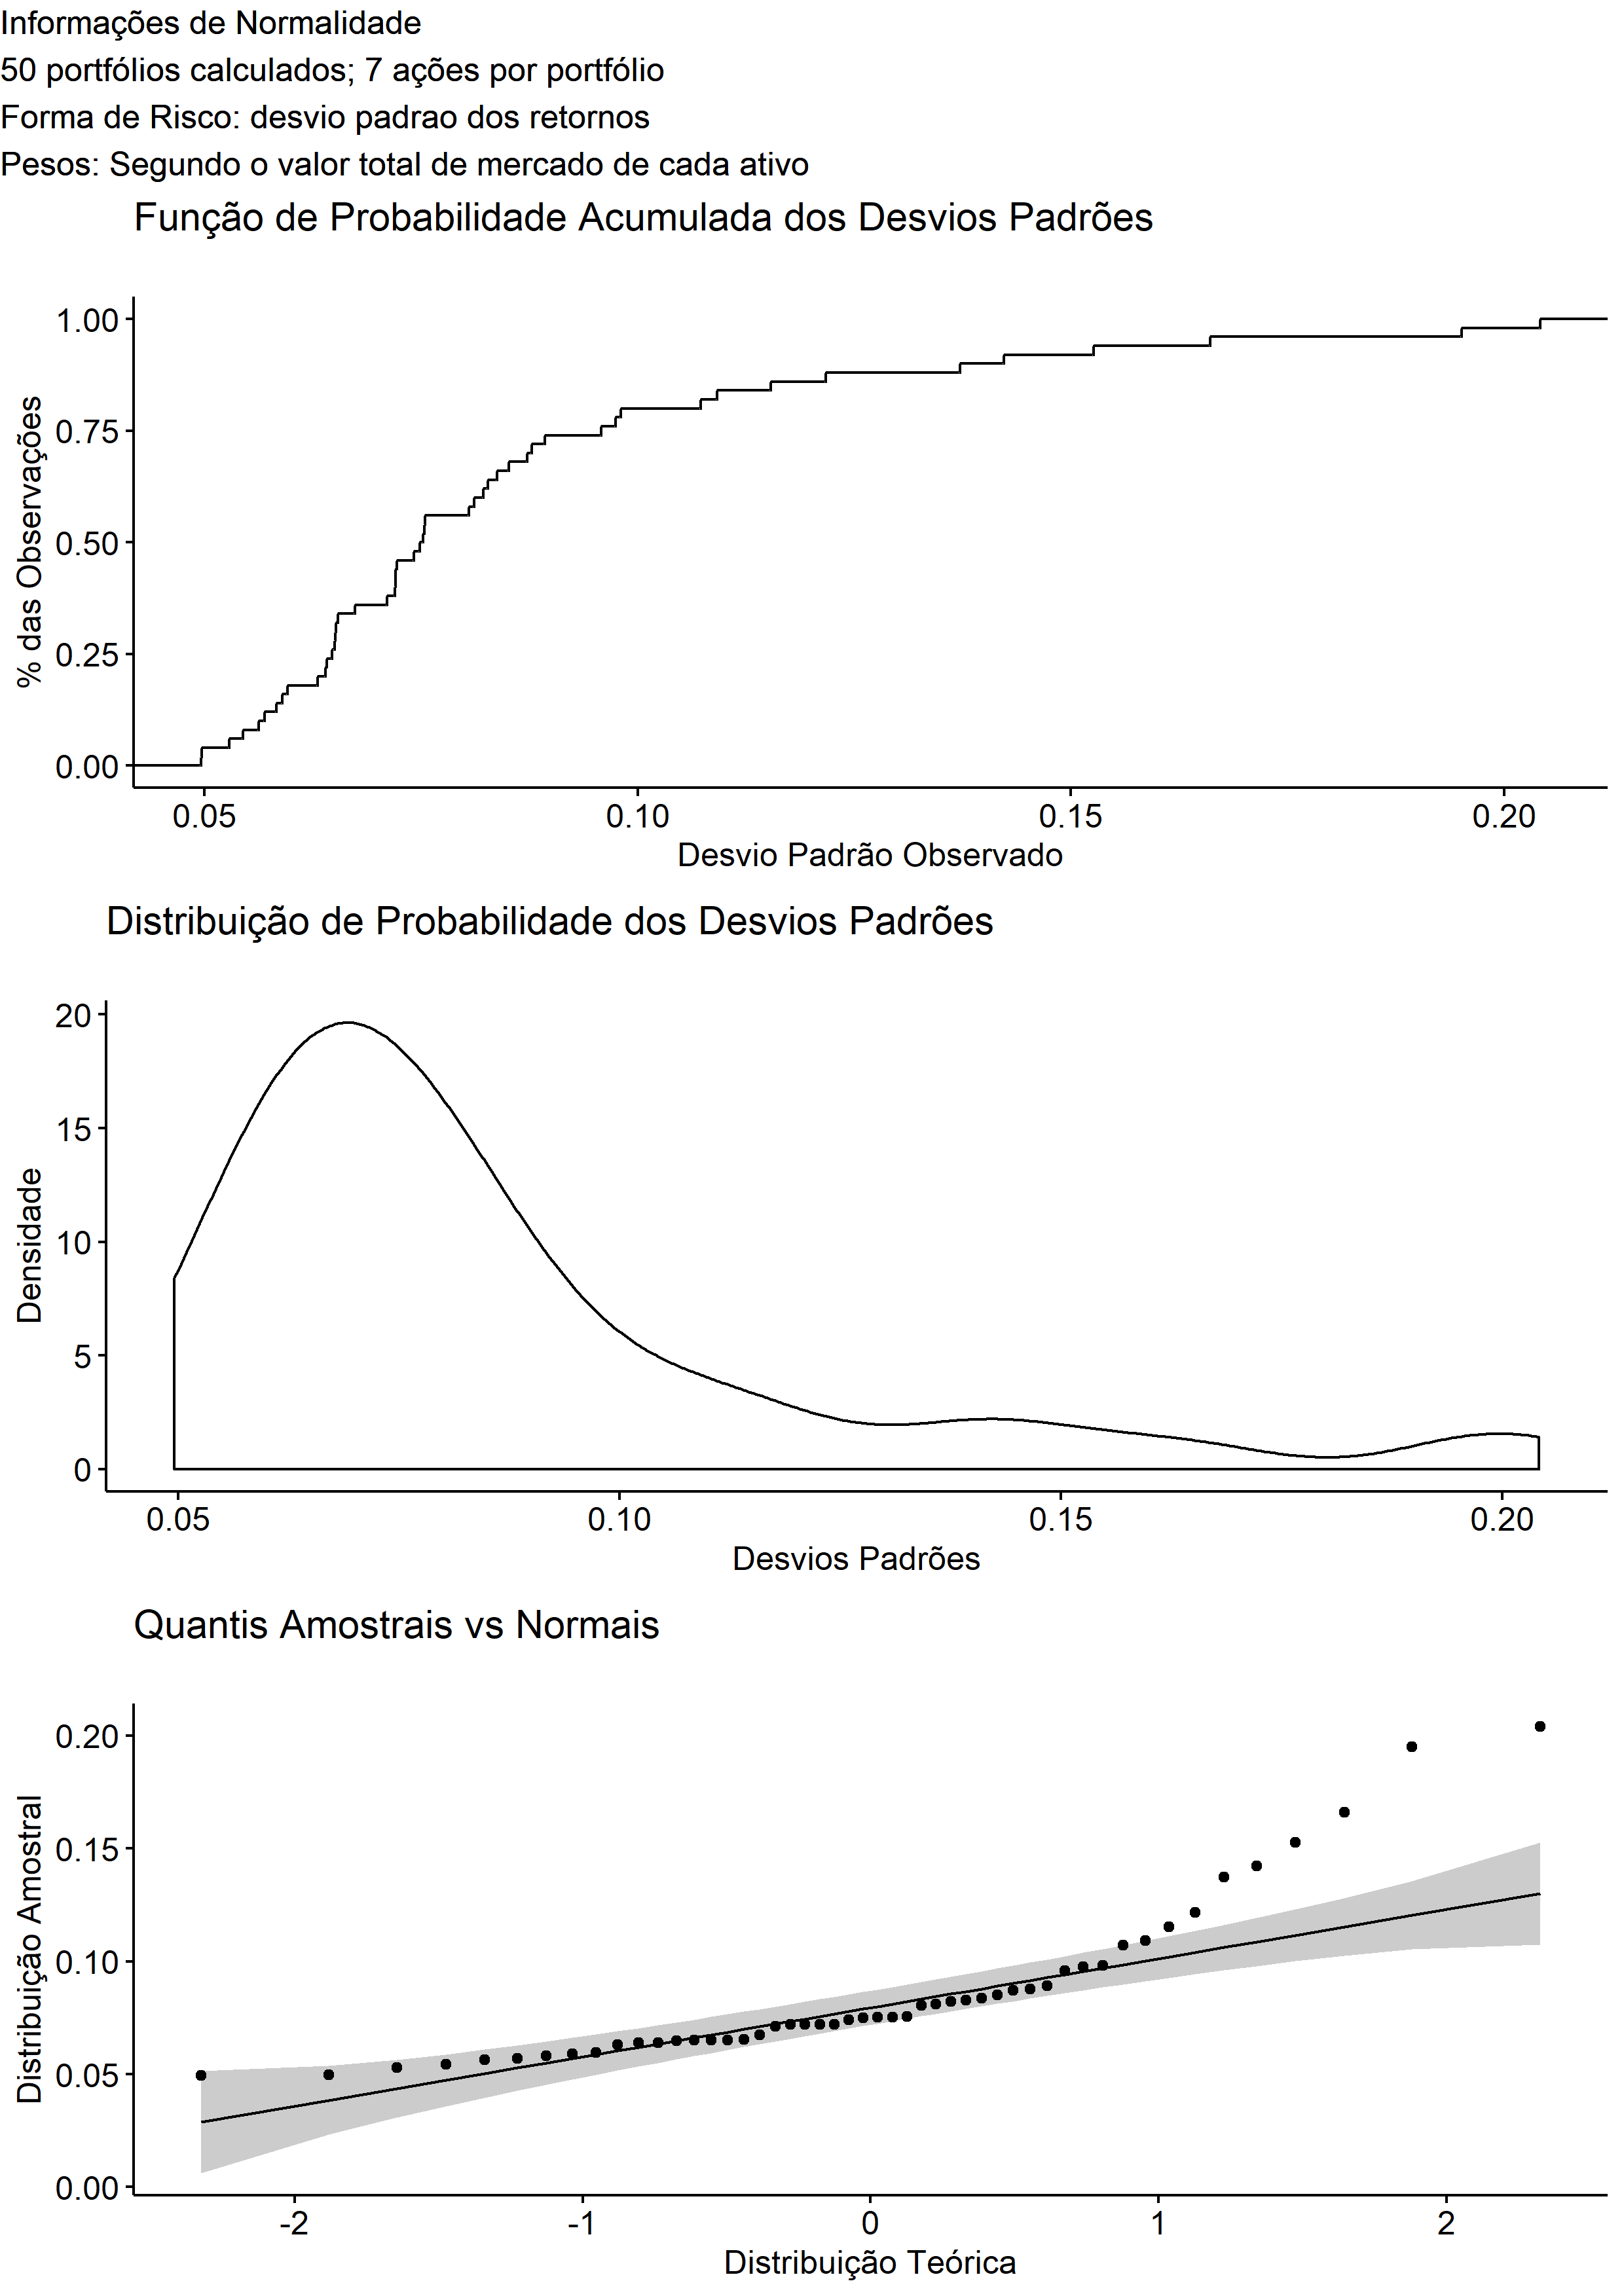 Informações de Normalidade
50 portfólios calculados; 7 ações por portfólio
Forma de Risco: desvio padrao dos retornos
Pesos: Segundo o valor total de mercado de cada ativo
Função de Probabilidade Acumulada dos Desvios Padrões
1.00
0.75
0.50
0.25
0.00
% das Observações
0.05 0.10 0.15 0.20
Desvio Padrão Observado
Distribuição de Probabilidade dos Desvios Padrões
20
15
10
5
0
Densidade
0.05 0.10 0.15 0.20
Desvios Padrões
Quantis Amostrais vs Normais
0.20
0.15
0.10
0.05
0.00
Distribuição Amostral
-2 -1 0 1 2
Distribuição Teórica